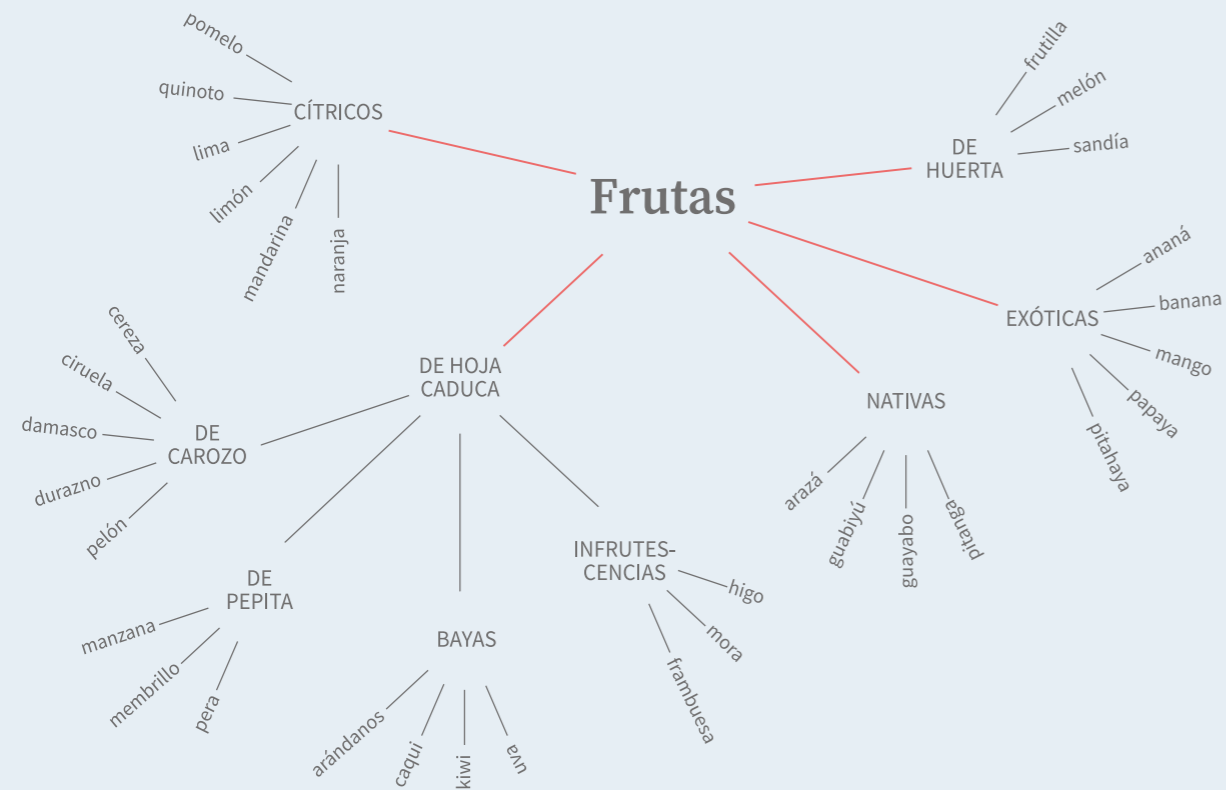 Frutas
CÍTRICOS
pomelo
quinoto
lima
limón
mandarina
naranja
DE HOJA
CADUCA
DE
CAROZO
cereza
ciruela
damasco
durazno
pelón
DE
PEPITA
manzana
membrillo
pera
BAYAS
arándanos
caqui
kiwi
uva
INFRUTES-
CENCIAS
higo
mora
frambuesa
NATIVAS
arazá
guabiyú
guayabo
pitanga
EXÓTICAS
ananá
banana
mango
papaya
pitahaya
DE
HUERTA
frutilla
melón
sandía